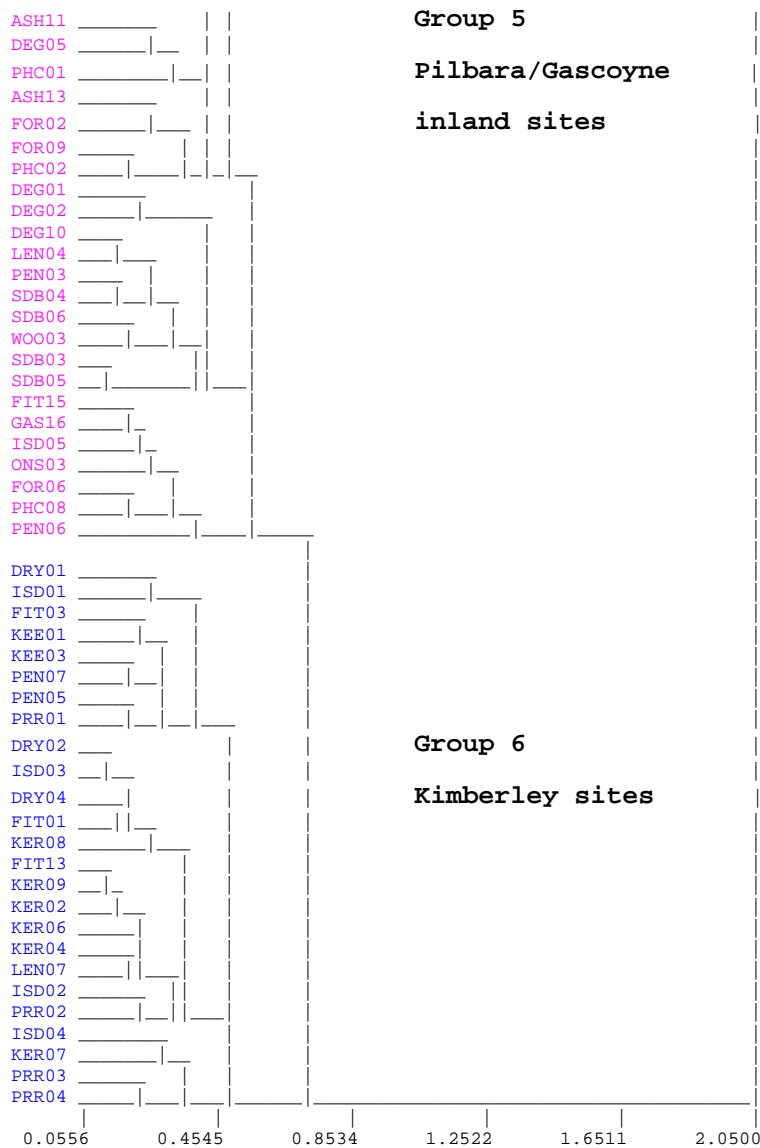 ASH11 Group 5
DEG05
PHC01 Pilbara/Gascoyne
ASH13
FOR02 inland sites
FOR09
PHC02
DEG01
DEG02
DEG10
LEN04
PEN03
SDB04
SDB06
WOO03
SDB03
SDB05
FIT15
GAS16
ISD05
ONS03
FOR06
PHC08
PEN06
DRY01
ISD01
FIT03
KEE01
KEE03
PEN07
PEN05
PRR01
DRY02 Group 6
ISD03
DRY04 Kimberley sites
FIT01
KER08
FIT13
KER09
KER02
KER06
KER04
LEN07
ISD02
PRR02
ISD04
KER07
PRR03
PRR04
0.0556 0.4545 0.8534 1.2522 1.6511 2.0500